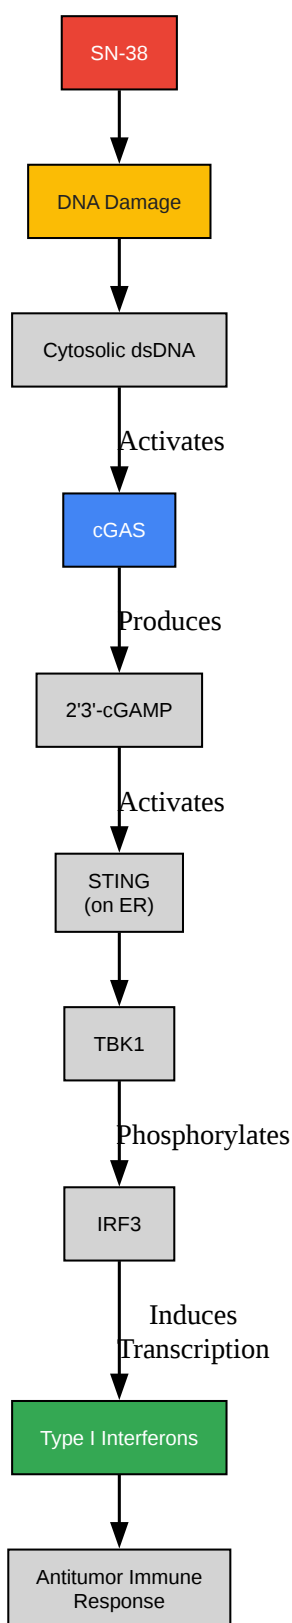 SN-38
DNA Damage
Cytosolic dsDNA
Activates
cGAS
Produces
2'3'-cGAMP
Activates
STING
(on ER)
TBK1
Phosphorylates
IRF3
Induces
Transcription
Type I Interferons
Antitumor Immune
Response